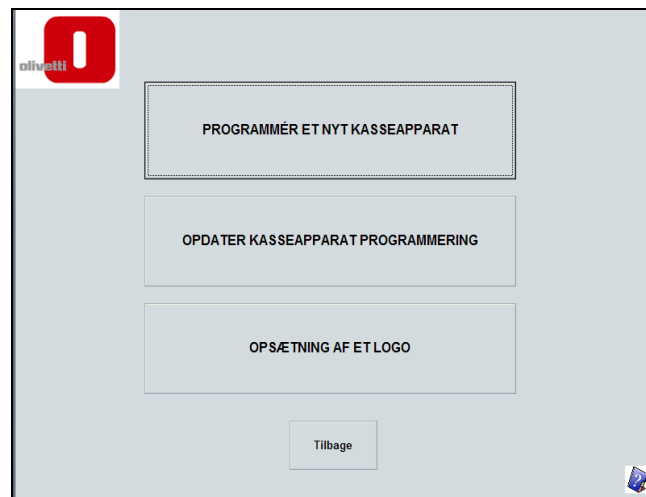 olivetti
PROGRAMMÉR ET NYT KASSEAPPARAT
OPDATER KASSEAPPARAT PROGRAMMERING
OPSÆTNING AF ET LOGO
Tilbage